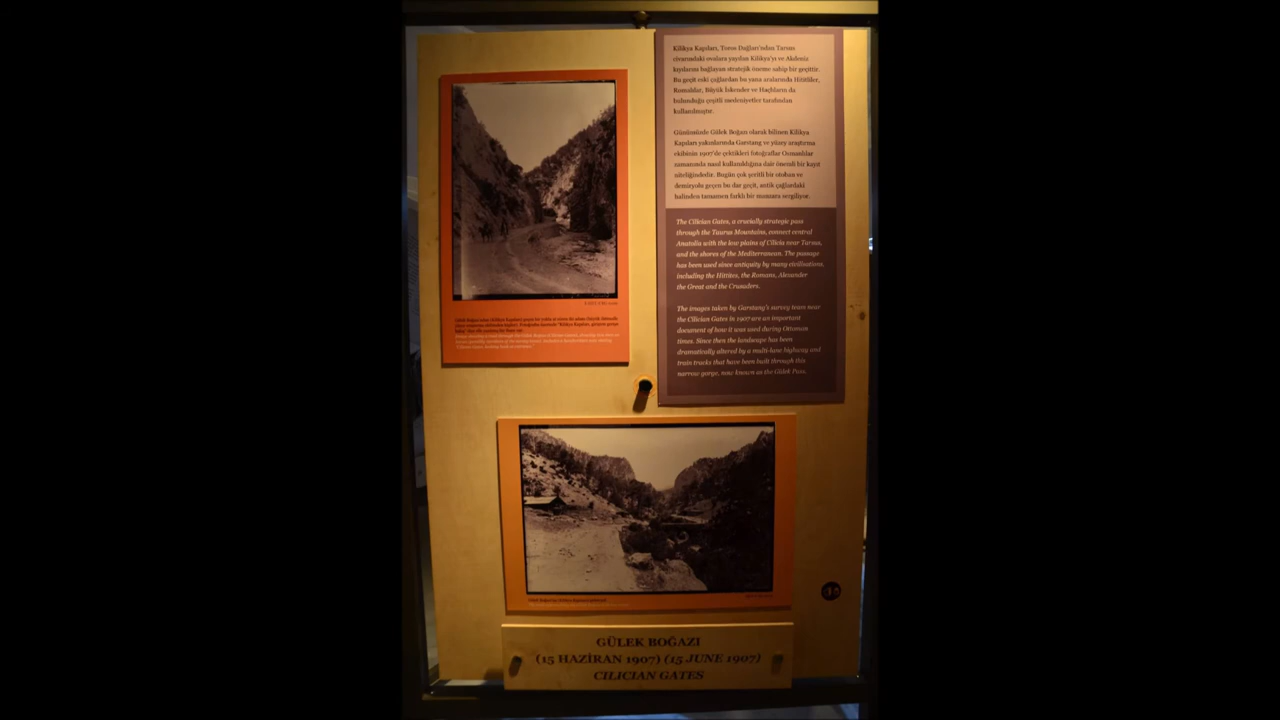 Kilikya Kapıları, Toros Dağları'ndan Tarsus
civarındaki ovalara yayılan Kilikya'yı ve Akdeniz
kıyılarını bağlayan stratejik öneme sahip bir geçittir.
Bu geçit eski çağlardan bu yana aralarında Hititliler,
Romalılar, Büyük İskender ve Haçlıların da
bulunduğu çeşitli medeniyetler tarafından
kullanılmıştır.
Günümüzde Gülek Boğazı olarak bilinen Kilikya
Kapıları yakınlarında Garstang ve yüzey araştırma
ekibinin 1907'de çektikleri fotoğraflar Osmanlılar
zamanında nasıl kullanıldığına dair önemli bir kayıt
niteliğindedir. Bugün çok şeritli bir otoban ve
demiryolu geçen bu dar geçit, antik çağlardaki
halinden tamamen farklı bir manzara sergiliyor.
The Cilician Gates, a crucially strategic pass
through the Taurus Mountains, connect central
Anatolia with the low plains of Cilicia near Tarsus,
and the shores of the Mediterranean. The passage
has been used since antiquity by many civilisations,
including the Hittites, the Romans, Alexander
the Great and the Crusaders.
The images taken by Garstang's survey team near
the Cilician Gates in 1907 are an important
document of how it was used during Ottoman
times. Since then the landscape has been
dramatically altered by a multi-lane highway and
train tracks that have been built through this
narrow gorge, now known as the Gülek Pass.
GÜLEK BOĞAZI
(15 HAZİRAN 1907) (15 JUNE 1907)
CILICIAN GATES